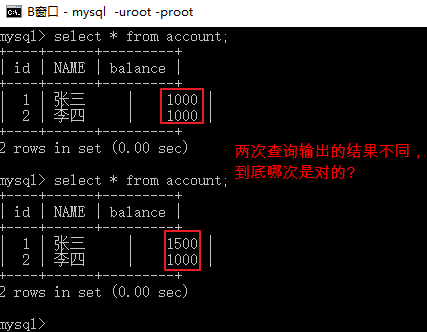 B窗口 - mysql -uroot -proot
mysql> select * from account;
+----+------+---------+
| id | NAME | balance |
+----+------+---------+
| 1 | 张三 | 1000 |
| 2 | 李四 | 1000 |
+----+------+---------+
2 rows in set (0.00 sec)
两次查询输出的结果不同，
到底哪次是对的?
mysql> select * from account;
+----+------+---------+
| id | NAME | balance |
+----+------+---------+
| 1 | 张三 | 1500 |
| 2 | 李四 | 1000 |
+----+------+---------+
2 rows in set (0.00 sec)
mysql>